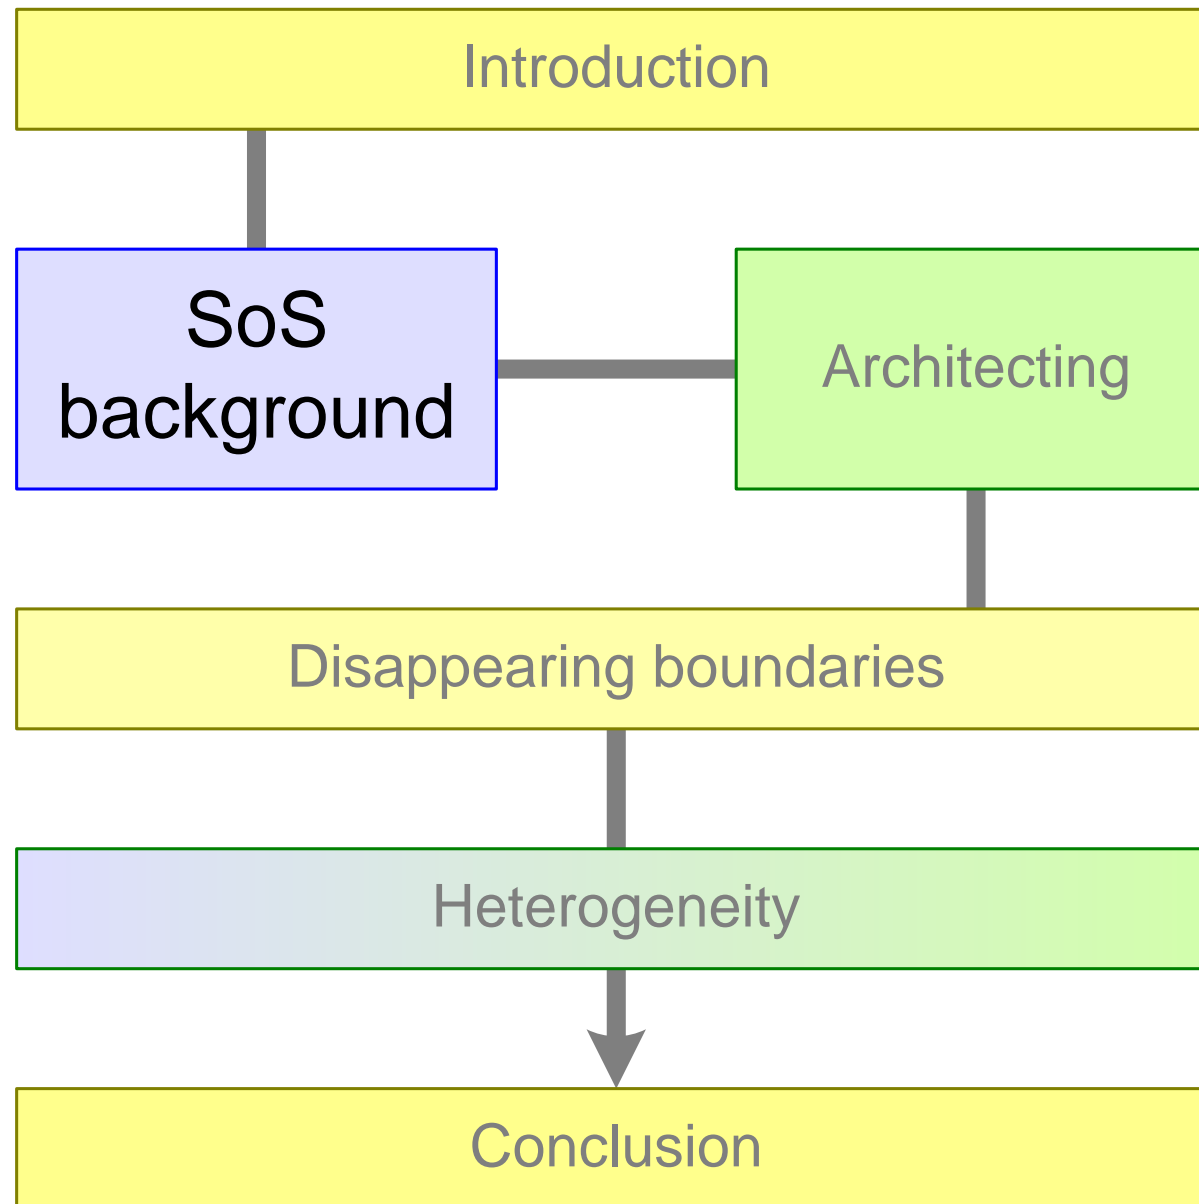 Introduction
SoS
background
Architecting
Disappearing boundaries
Heterogeneity
Conclusion